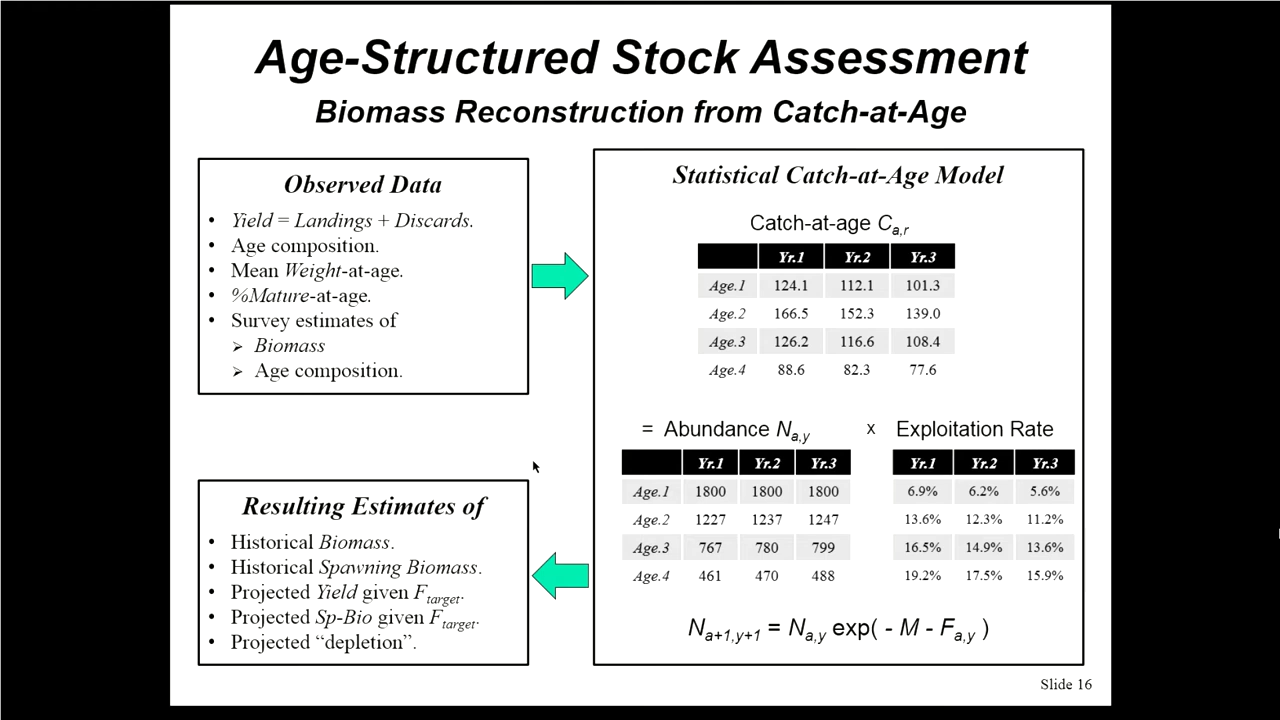 Age-Structured Stock Assessment
Biomass Reconstruction from Catch-at-Age
Observed Data
• Yield = Landings + Discards.
• Age composition.
• Mean Weight-at-age.
• %Mature-at-age.
• Survey estimates of
➢ Biomass
➢ Age composition.
Resulting Estimates of
• Historical Biomass.
• Historical Spawning Biomass.
• Projected Yield given Ftarget.
• Projected Sp-Bio given Ftarget.
• Projected “depletion”.
Statistical Catch-at-Age Model
Catch-at-age Ca,r
Yr.1 Yr.2 Yr.3
Age.1 124.1 112.1 101.3
Age.2 166.5 152.3 139.0
Age.3 126.2 116.6 108.4
Age.4 88.6 82.3 77.6
= Abundance Na,y x Exploitation Rate
Yr.1 Yr.2 Yr.3 Yr.1 Yr.2 Yr.3
Age.1 1800 1800 1800 6.9% 6.2% 5.6%
Age.2 1227 1237 1247 13.6% 12.3% 11.2%
Age.3 767 780 799 16.5% 14.9% 13.6%
Age.4 461 470 488 19.2% 17.5% 15.9%
Na+1,y+1 = Na,y exp( - M - Fa,y )
Slide 16